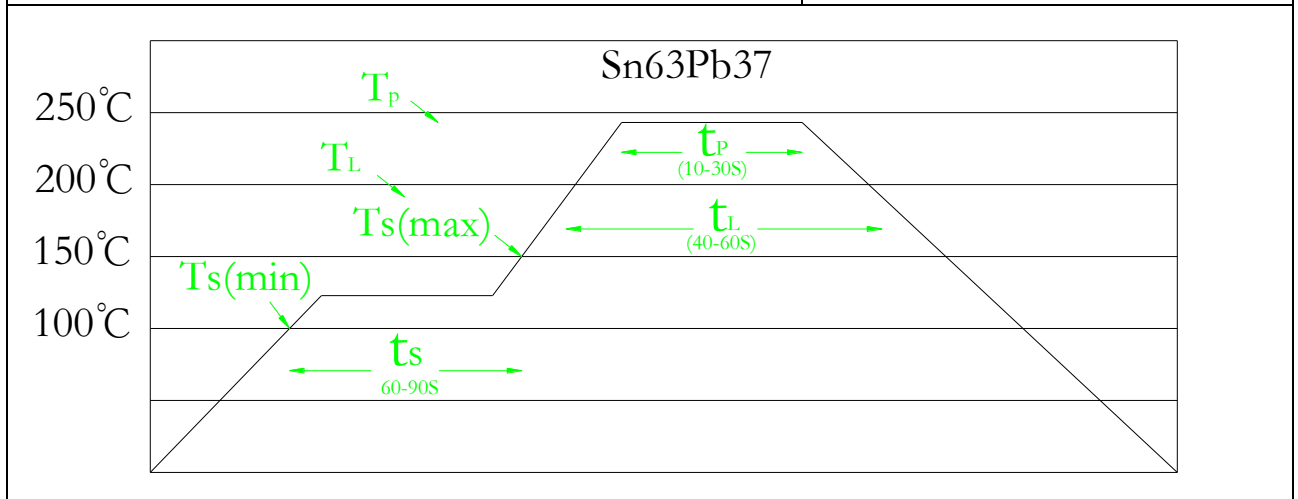 Sn63Pb37
Tp
250℃
tP
(10-30S)
TL
200℃
Ts(max)
tL
(40-60S)
150℃
Ts(min)
100℃
ts
60-90S